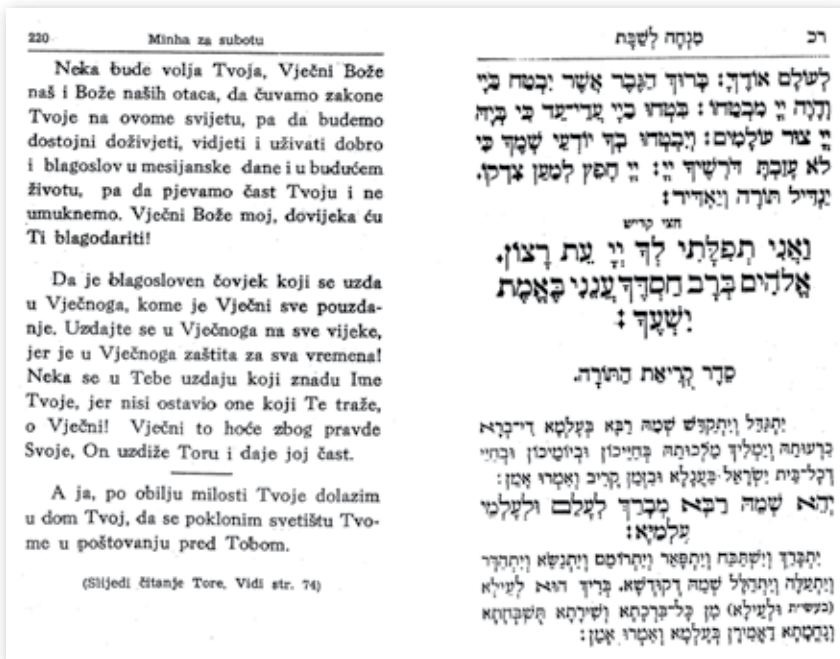 220 Minha za subotu
Neka bude volja Tvoja, Vječni Bože
naš i Bože naših otaca, da čuvamo zakone
Tvoje na ovome svijetu, pa da budemo
dostojni doživjeti, vidjeti i uživati dobro
i blagoslov u mesijanske dane i u budućem
životu, pa da pjevamo čast Tvoju i ne
umuknemo. Vječni Bože moj, dovijeka ću
Ti blagodariti!
Da je blagosloven čovjek koji se uzda
u Vječnoga, kome je Vječni sve pouzda-
nje. Uzdajte se u Vječnoga na sve vijeke,
jer je u Vječnoga zaštita za sva vremena!
Neka se u Tebe uzdaju koji znadu Ime
Tvoje, jer nisi ostavio one koji Te traže,
o Vječni! Vječni to hoće zbog pravde
Svoje, On uzdiže Toru i daje joj čast.
A ja, po obilju milosti Tvoje dolazim
u dom Tvoj, da se poklonim svetištu Tvo-
me u poštovanju pred Tobom.
(Slijedi čitanje Tore, Vidi str. 74)
רכ מִנְחָה לְשַׁבָּת
לְעוֹלָם אוֹדֶךָּ: בָּרוּךְ הַגֶּבֶר אֲשֶׁר יִבְטַח בַּיְיָ
וְהָיָה יְיָ מִבְטַחוֹ: בִּטְחוּ בַיְיָ עֲדֵי־עַד כִּי בְּיָהּ
יְיָ צוּר עוֹלָמִים: וְיִבְטְחוּ בְךָ יוֹדְעֵי שְׁמֶךָ כִּי
לֹא עָזַבְתָּ דֹּרְשֶׁיךָ יְיָ: יְיָ חָפֵץ לְמַעַן צִדְקוֹ.
יַגְדִּיל תּוֹרָה וְיַאְדִּיר:
חצי קדיש
וַאֲנִי תְפִלָּתִי לְךָ יְיָ עֵת רָצוֹן.
אֱלֹהִים בְּרָב חַסְדֶּךָ עֲנֵנִי בֶּאֱמֶת
יִשְׁעֶךָ:
סֵדֶר קְרִיאַת הַתּוֹרָה.
יִתְגַּדַּל וְיִתְקַדַּשׁ שְׁמֵהּ רַבָּא בְּעָלְמָא דִּי־בְרָא
כִרְעוּתֵהּ וְיַמְלִיךְ מַלְכוּתֵהּ בְּחַיֵּיכוֹן וּבְיוֹמֵיכוֹן וּבְחַיֵּי
דְכָל־בֵּית יִשְׂרָאֵל בַּעֲגָלָא וּבִזְמַן קָרִיב וְאִמְרוּ אָמֵן:
יְהֵא שְׁמֵהּ רַבָּא מְבָרַךְ לְעָלַם וּלְעָלְמֵי
עָלְמַיָּא:
יִתְבָּרַךְ וְיִשְׁתַּבַּח וְיִתְפָּאַר וְיִתְרוֹמַם וְיִתְנַשֵּׂא וְיִתְהַדָּר
וְיִתְעַלֶּה וְיִתְהַלָּל שְׁמֵהּ דְּקוּדְשָׁא. בְּרִיךְ הוּא לְעֵילָא
(בעשי״ת וּלְעֵילָא) מִן כָּל־בִּרְכָתָא וְשִׁירָתָא תֻּשְׁבְּחָתָא
וְנֶחֱמָתָא דַּאֲמִירָן בְּעָלְמָא וְאִמְרוּ אָמֵן: